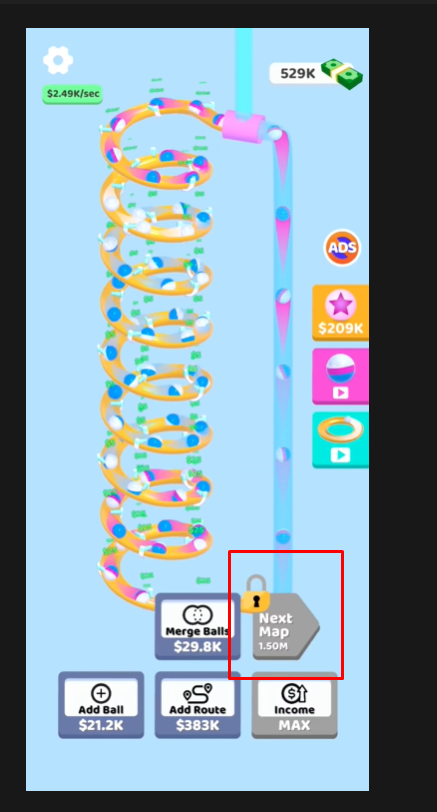 529K
$2.49K/sec
ADS
$209K
Next
Map
1.50M
Merge Balls
$29.8K
Add Ball
$21.2K
Add Route
$383K
Income
MAX